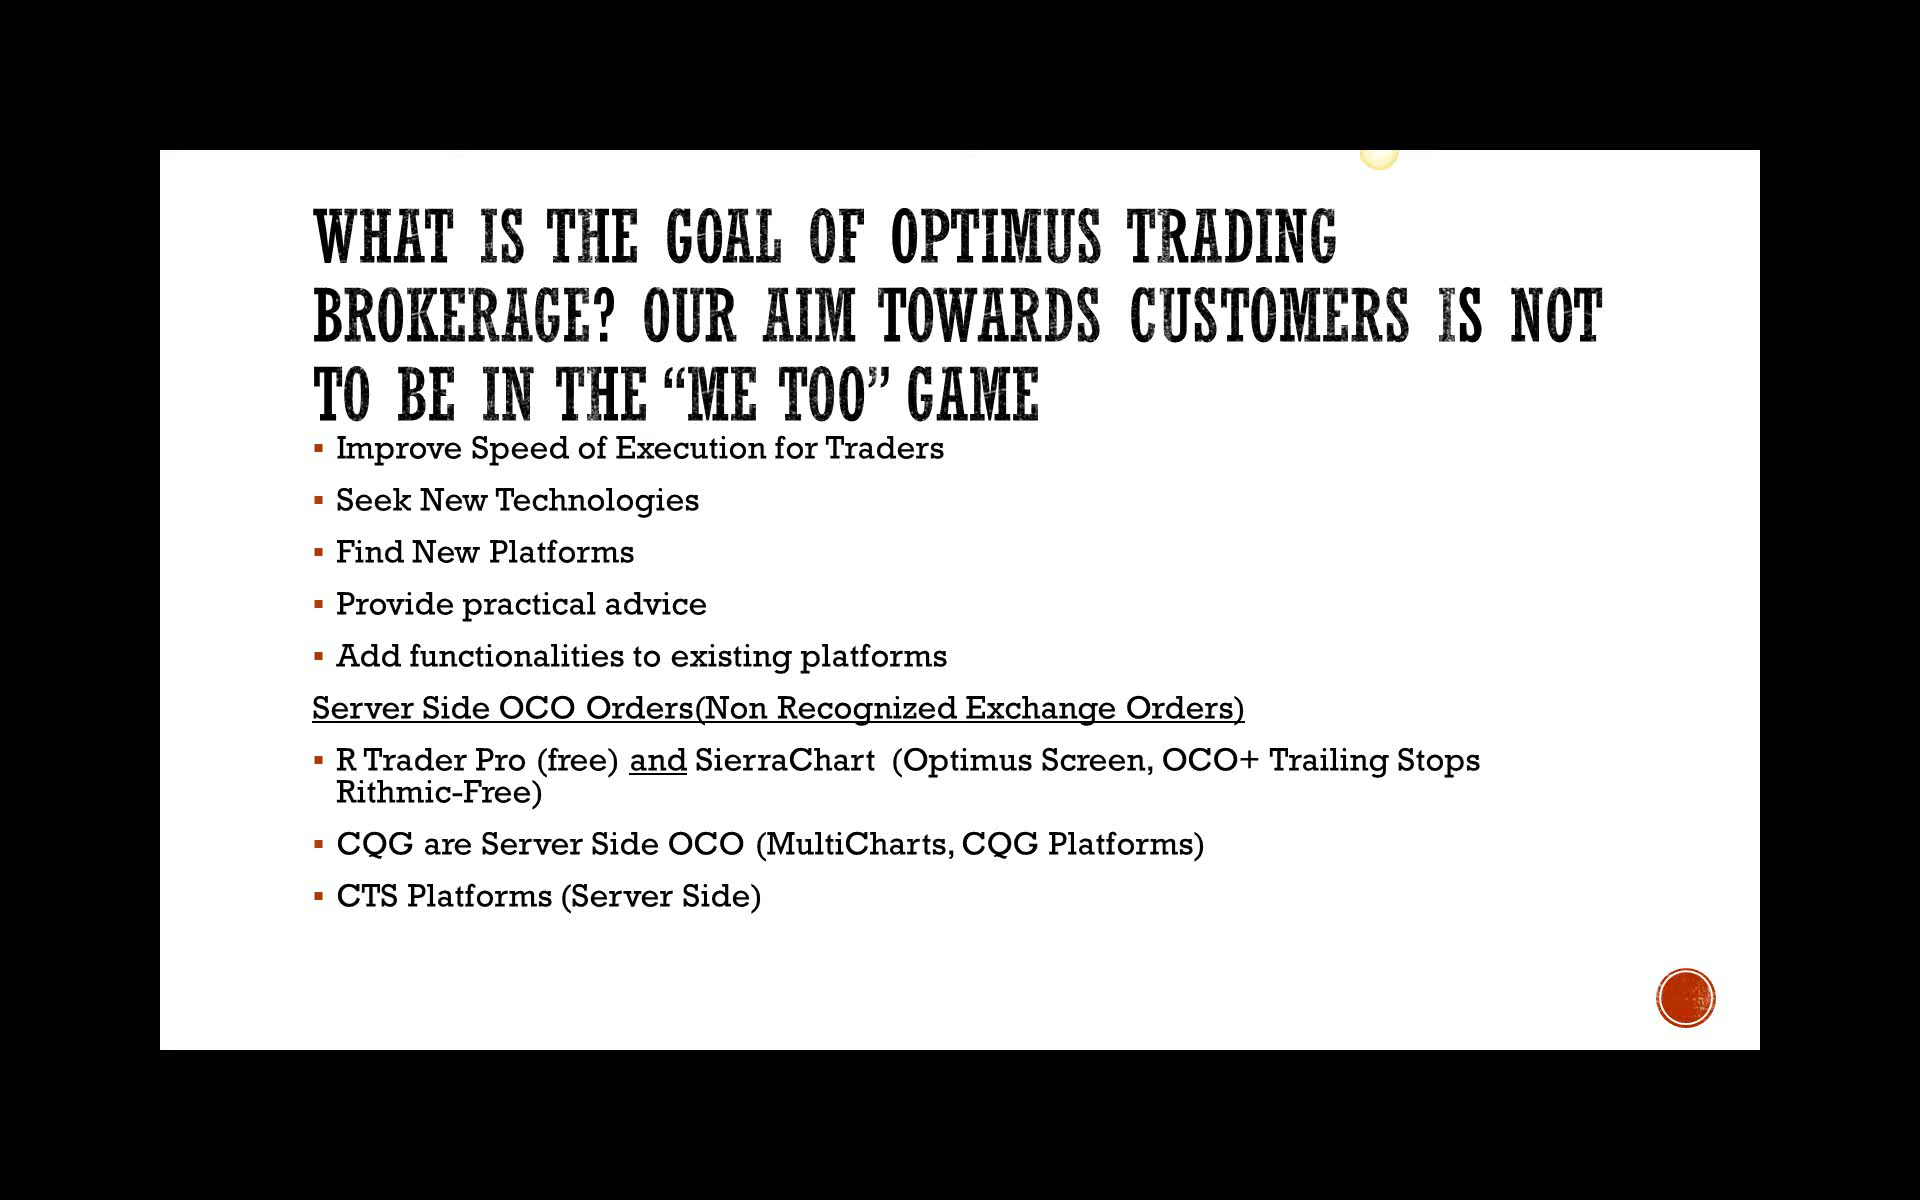 WHAT IS THE GOAL OF OPTIMUS TRADING
BROKERAGE? OUR AIM TOWARDS CUSTOMERS IS NOT
TO BE IN THE “ME TOO” GAME
▪ Improve Speed of Execution for Traders
▪ Seek New Technologies
▪ Find New Platforms
▪ Provide practical advice
▪ Add functionalities to existing platforms
Server Side OCO Orders(Non Recognized Exchange Orders)
▪ R Trader Pro (free) and SierraChart (Optimus Screen, OCO+ Trailing Stops
Rithmic-Free)
▪ CQG are Server Side OCO (MultiCharts, CQG Platforms)
▪ CTS Platforms (Server Side)